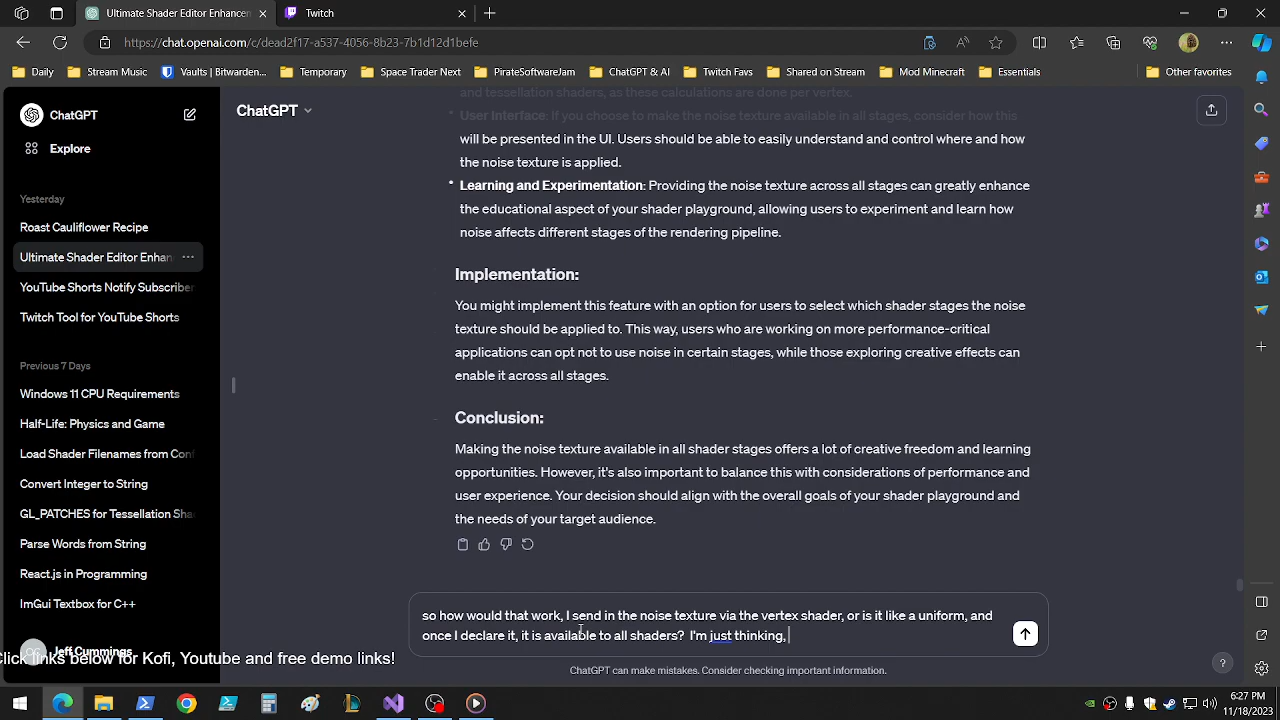 Ultimate Shader Editor Enhancen
Twitch
https://chat.openai.com/c/dead2f17-a537-4056-8b23-7b1d12d1befe
Daily
Stream Music
Vaults | Bitwarden...
Temporary
Space Trader Next
PirateSoftwareJam
ChatGPT & AI
Twitch Favs
Shared on Stream
Mod Minecraft
Essentials
Other favorites
ChatGPT
Explore
Yesterday
Roast Cauliflower Recipe
Ultimate Shader Editor Enhan
YouTube Shorts Notify Subscriber
Twitch Tool for YouTube Shorts
Previous 7 Days
Windows 11 CPU Requirements
Half-Life: Physics and Game
Load Shader Filenames from Conf
Convert Integer to String
GL_PATCHES for Tessellation Sha
Parse Words from String
React.js in Programming
ImGui Textbox for C++
Jeff Cummings
Click links below for Kofi, Youtube and free demo links!
ChatGPT
and tessellation shaders, as these calculations are done per vertex.
• User Interface: If you choose to make the noise texture available in all stages, consider how this
will be presented in the UI. Users should be able to easily understand and control where and how
the noise texture is applied.
• Learning and Experimentation: Providing the noise texture across all stages can greatly enhance
the educational aspect of your shader playground, allowing users to experiment and learn how
noise affects different stages of the rendering pipeline.
Implementation:
You might implement this feature with an option for users to select which shader stages the noise
texture should be applied to. This way, users who are working on more performance-critical
applications can opt not to use noise in certain stages, while those exploring creative effects can
enable it across all stages.
Conclusion:
Making the noise texture available in all shader stages offers a lot of creative freedom and learning
opportunities. However, it's also important to balance this with considerations of performance and
user experience. Your decision should align with the overall goals of your shader playground and
the needs of your target audience.
so how would that work, I send in the noise texture via the vertex shader, or is it like a uniform, and
once I declare it, it is available to all shaders?  I'm just thinking,
ChatGPT can make mistakes. Consider checking important information.
?
6:27 PM
11/18/2023